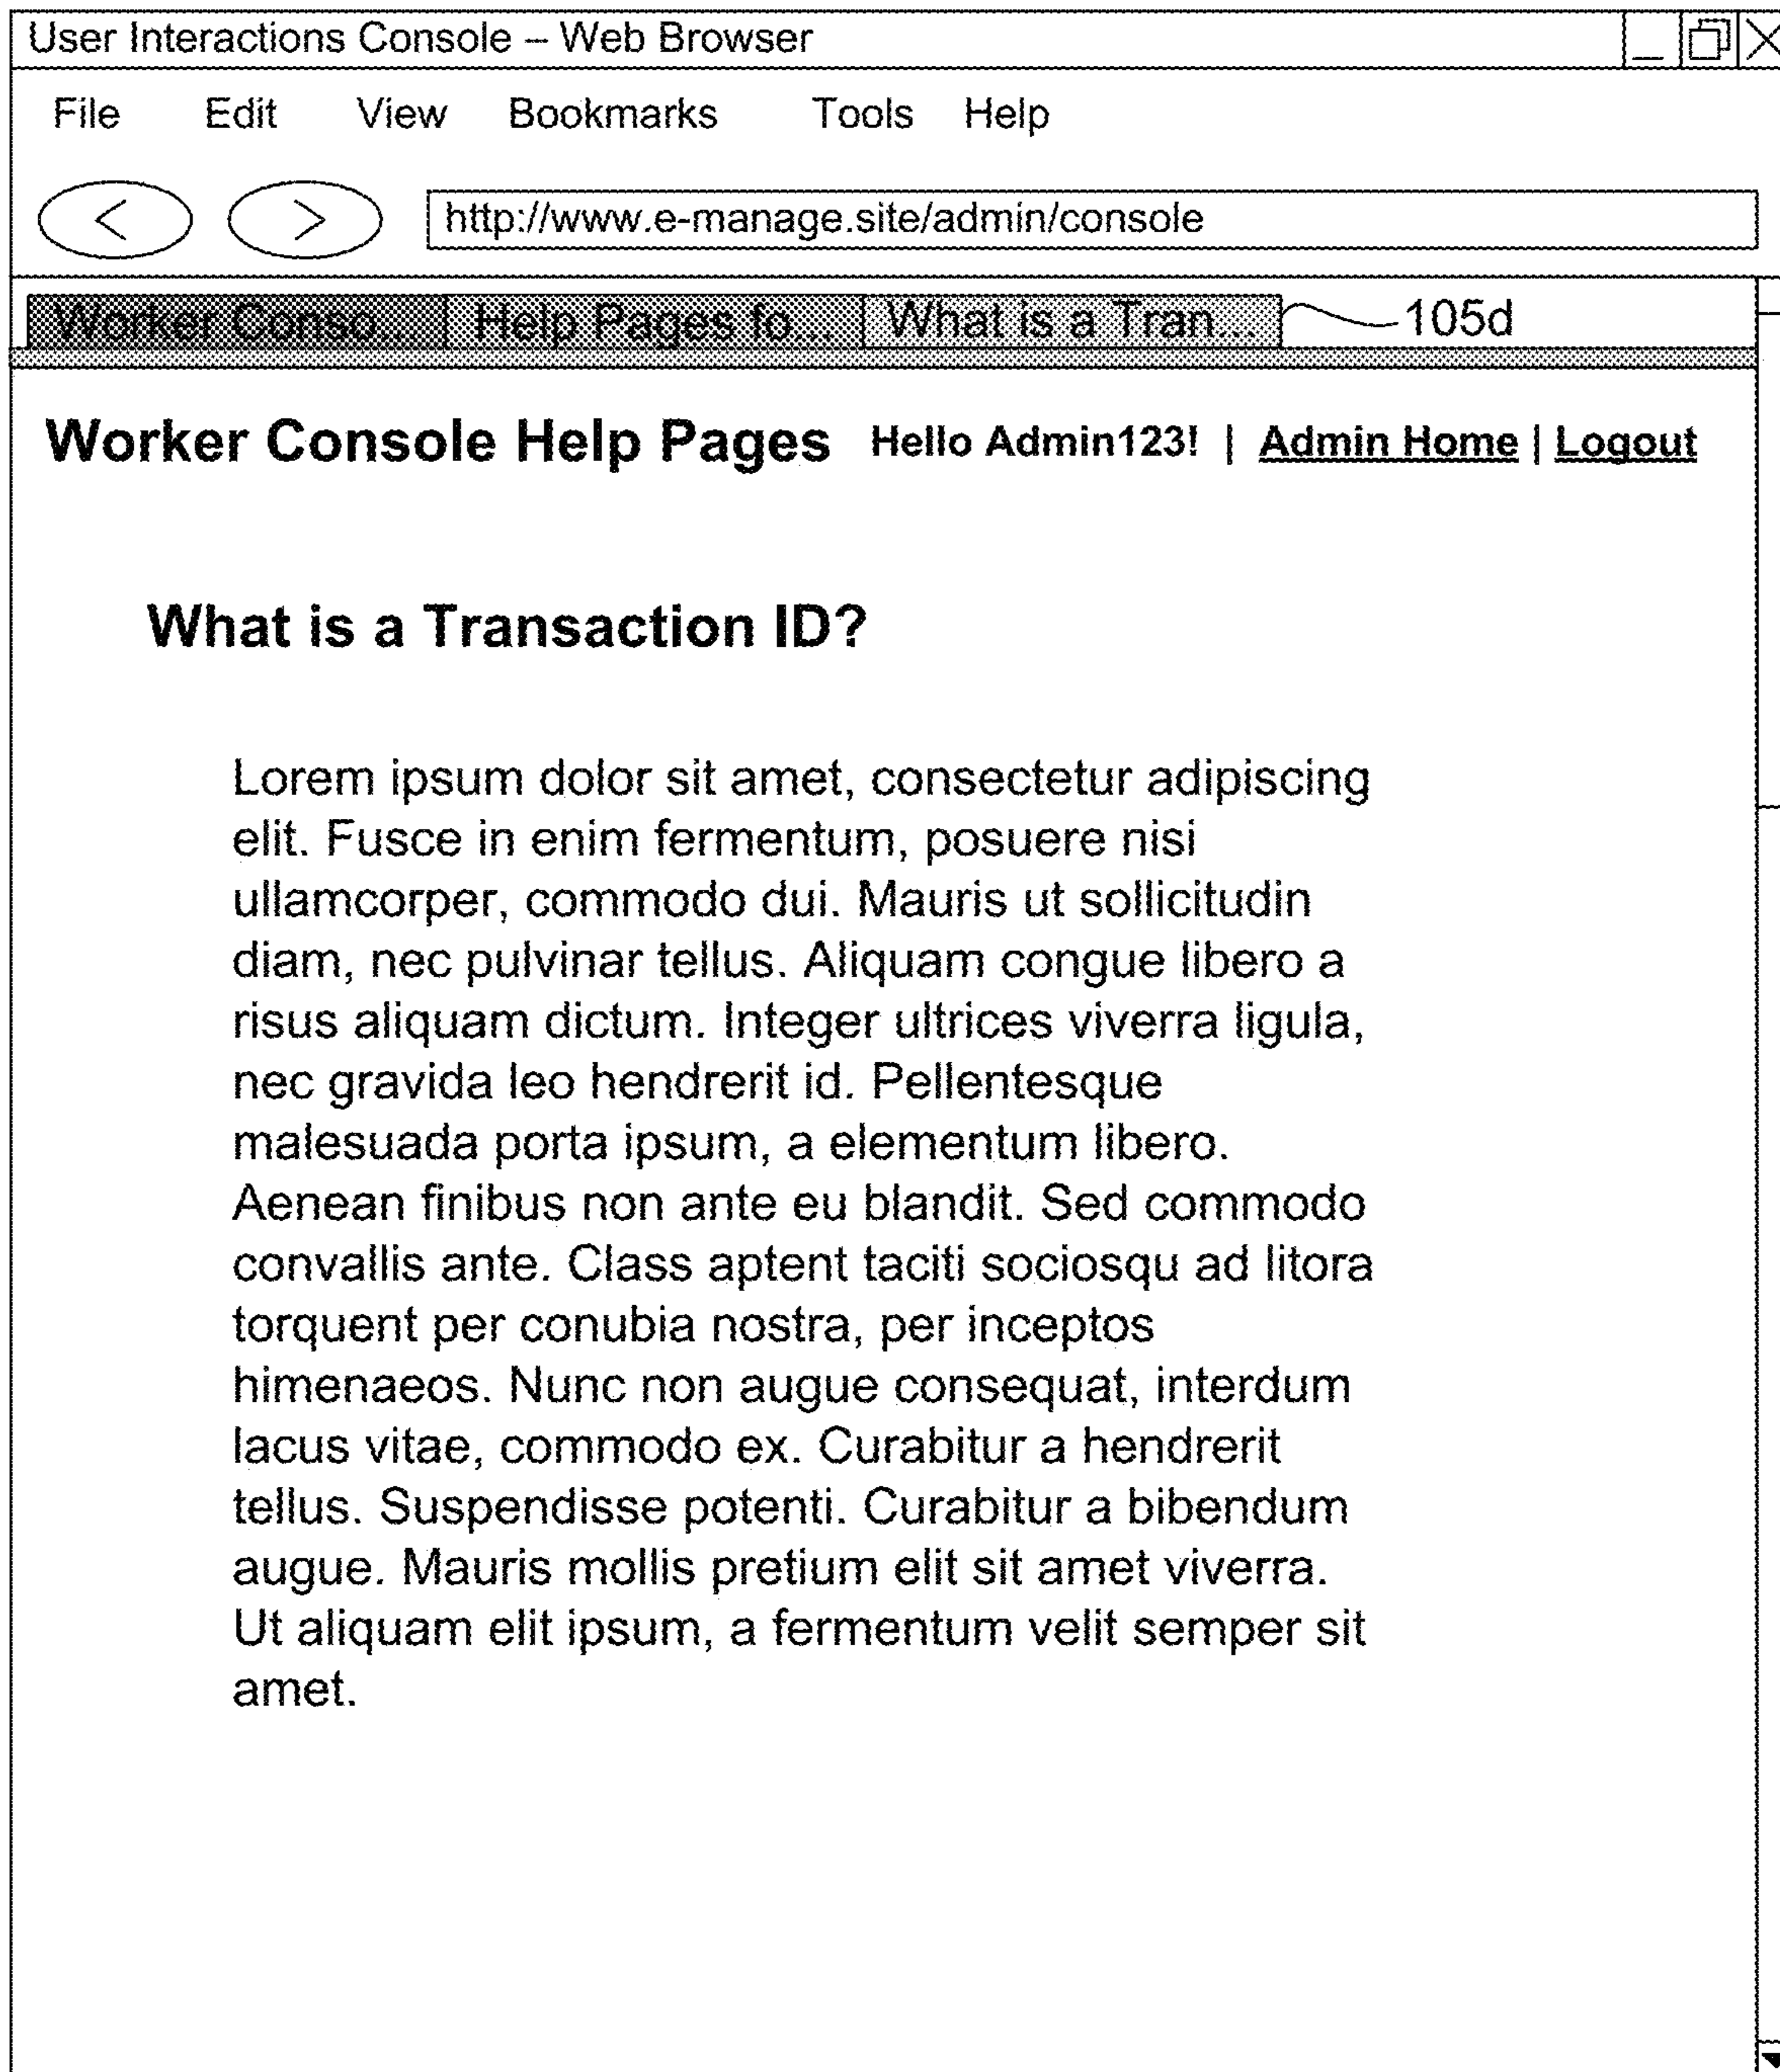 User Interactions Console – Web Browser
File Edit View Bookmarks Tools Help
< > http://www.e-manage.site/admin/console
Worker Conso... Help Pages fo... What is a Tran... 105d
Worker Console Help Pages Hello Admin123! | Admin Home | Logout
What is a Transaction ID?
Lorem ipsum dolor sit amet, consectetur adipiscing
elit. Fusce in enim fermentum, posuere nisi
ullamcorper, commodo dui. Mauris ut sollicitudin
diam, nec pulvinar tellus. Aliquam congue libero a
risus aliquam dictum. Integer ultrices viverra ligula,
nec gravida leo hendrerit id. Pellentesque
malesuada porta ipsum, a elementum libero.
Aenean finibus non ante eu blandit. Sed commodo
convallis ante. Class aptent taciti sociosqu ad litora
torquent per conubia nostra, per inceptos
himenaeos. Nunc non augue consequat, interdum
lacus vitae, commodo ex. Curabitur a hendrerit
tellus. Suspendisse potenti. Curabitur a bibendum
augue. Mauris mollis pretium elit sit amet viverra.
Ut aliquam elit ipsum, a fermentum velit semper sit
amet.